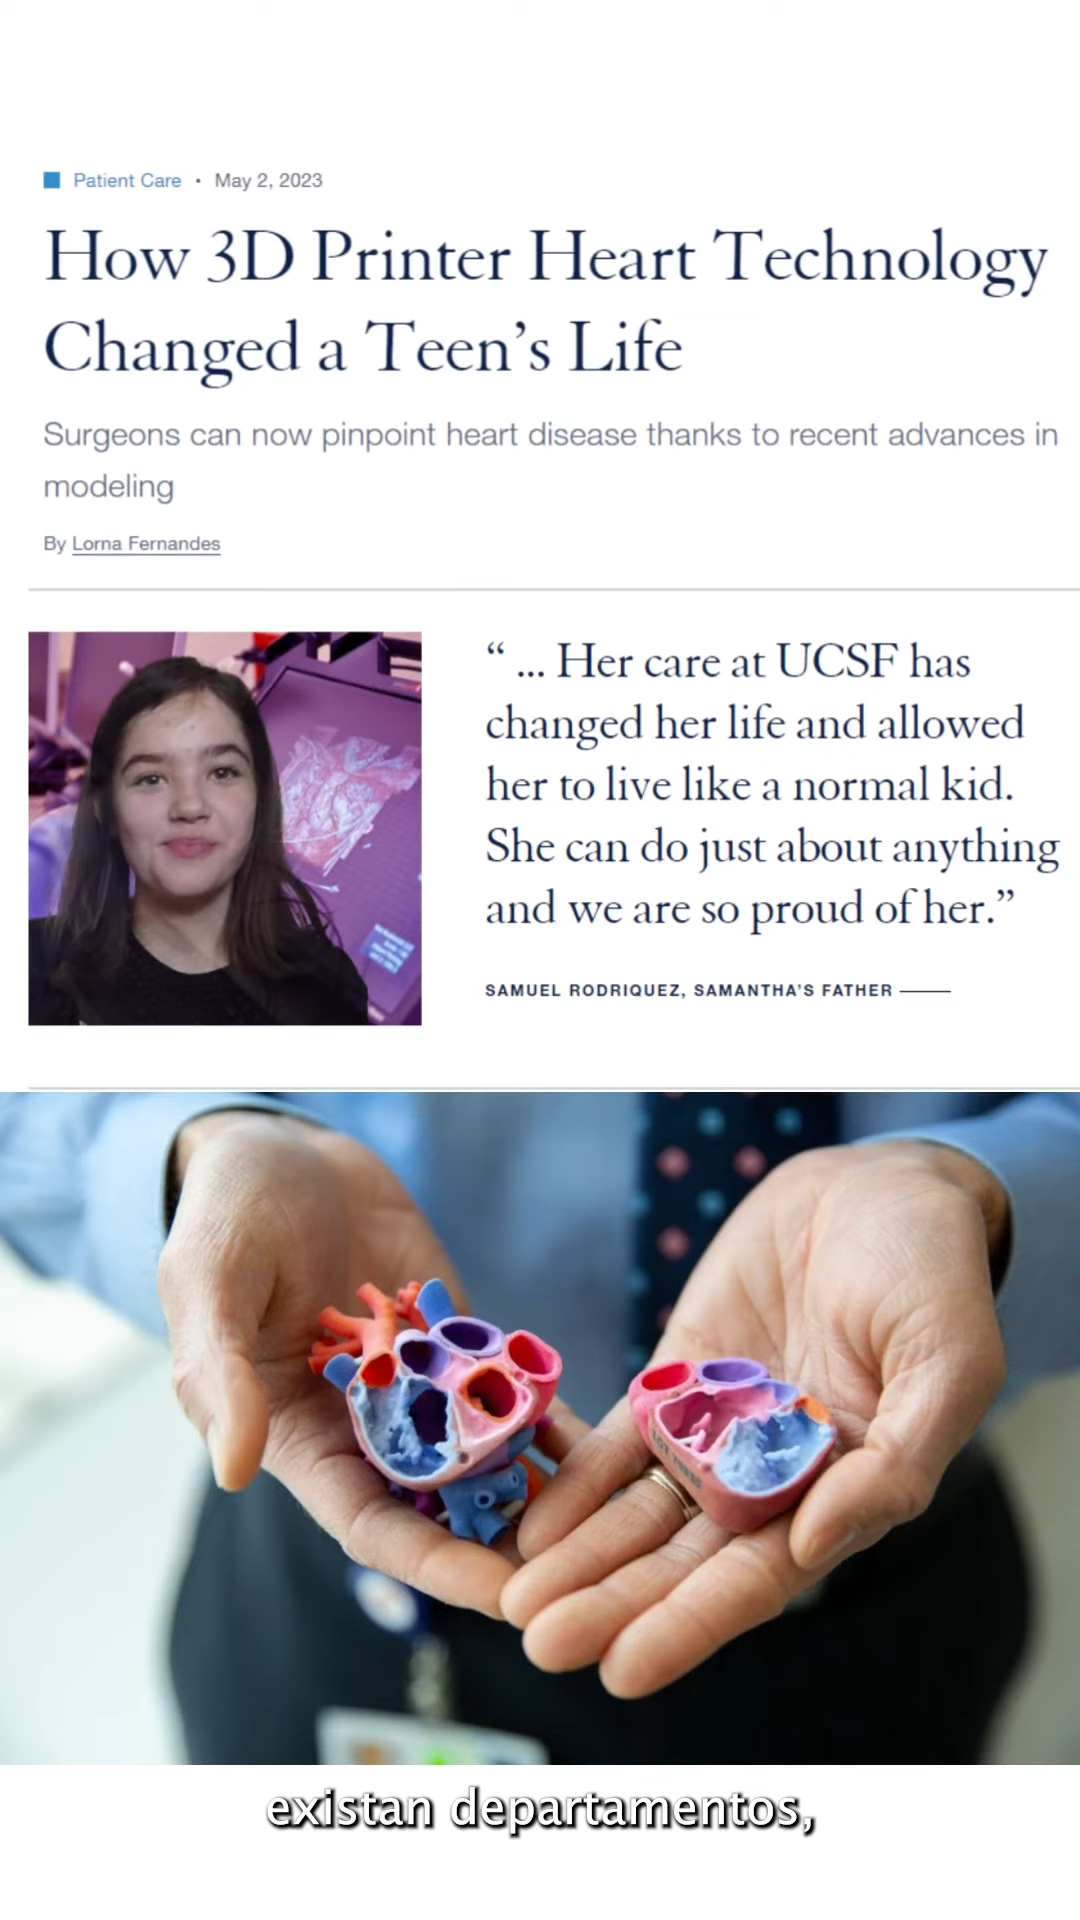 Patient Care • May 2, 2023
How 3D Printer Heart Technology
Changed a Teen’s Life
Surgeons can now pinpoint heart disease thanks to recent advances in
modeling
By Lorna Fernandes
“ ... Her care at UCSF has
changed her life and allowed
her to live like a normal kid.
She can do just about anything
and we are so proud of her.”
SAMUEL RODRIQUEZ, SAMANTHA’S FATHER
existan departamentos,